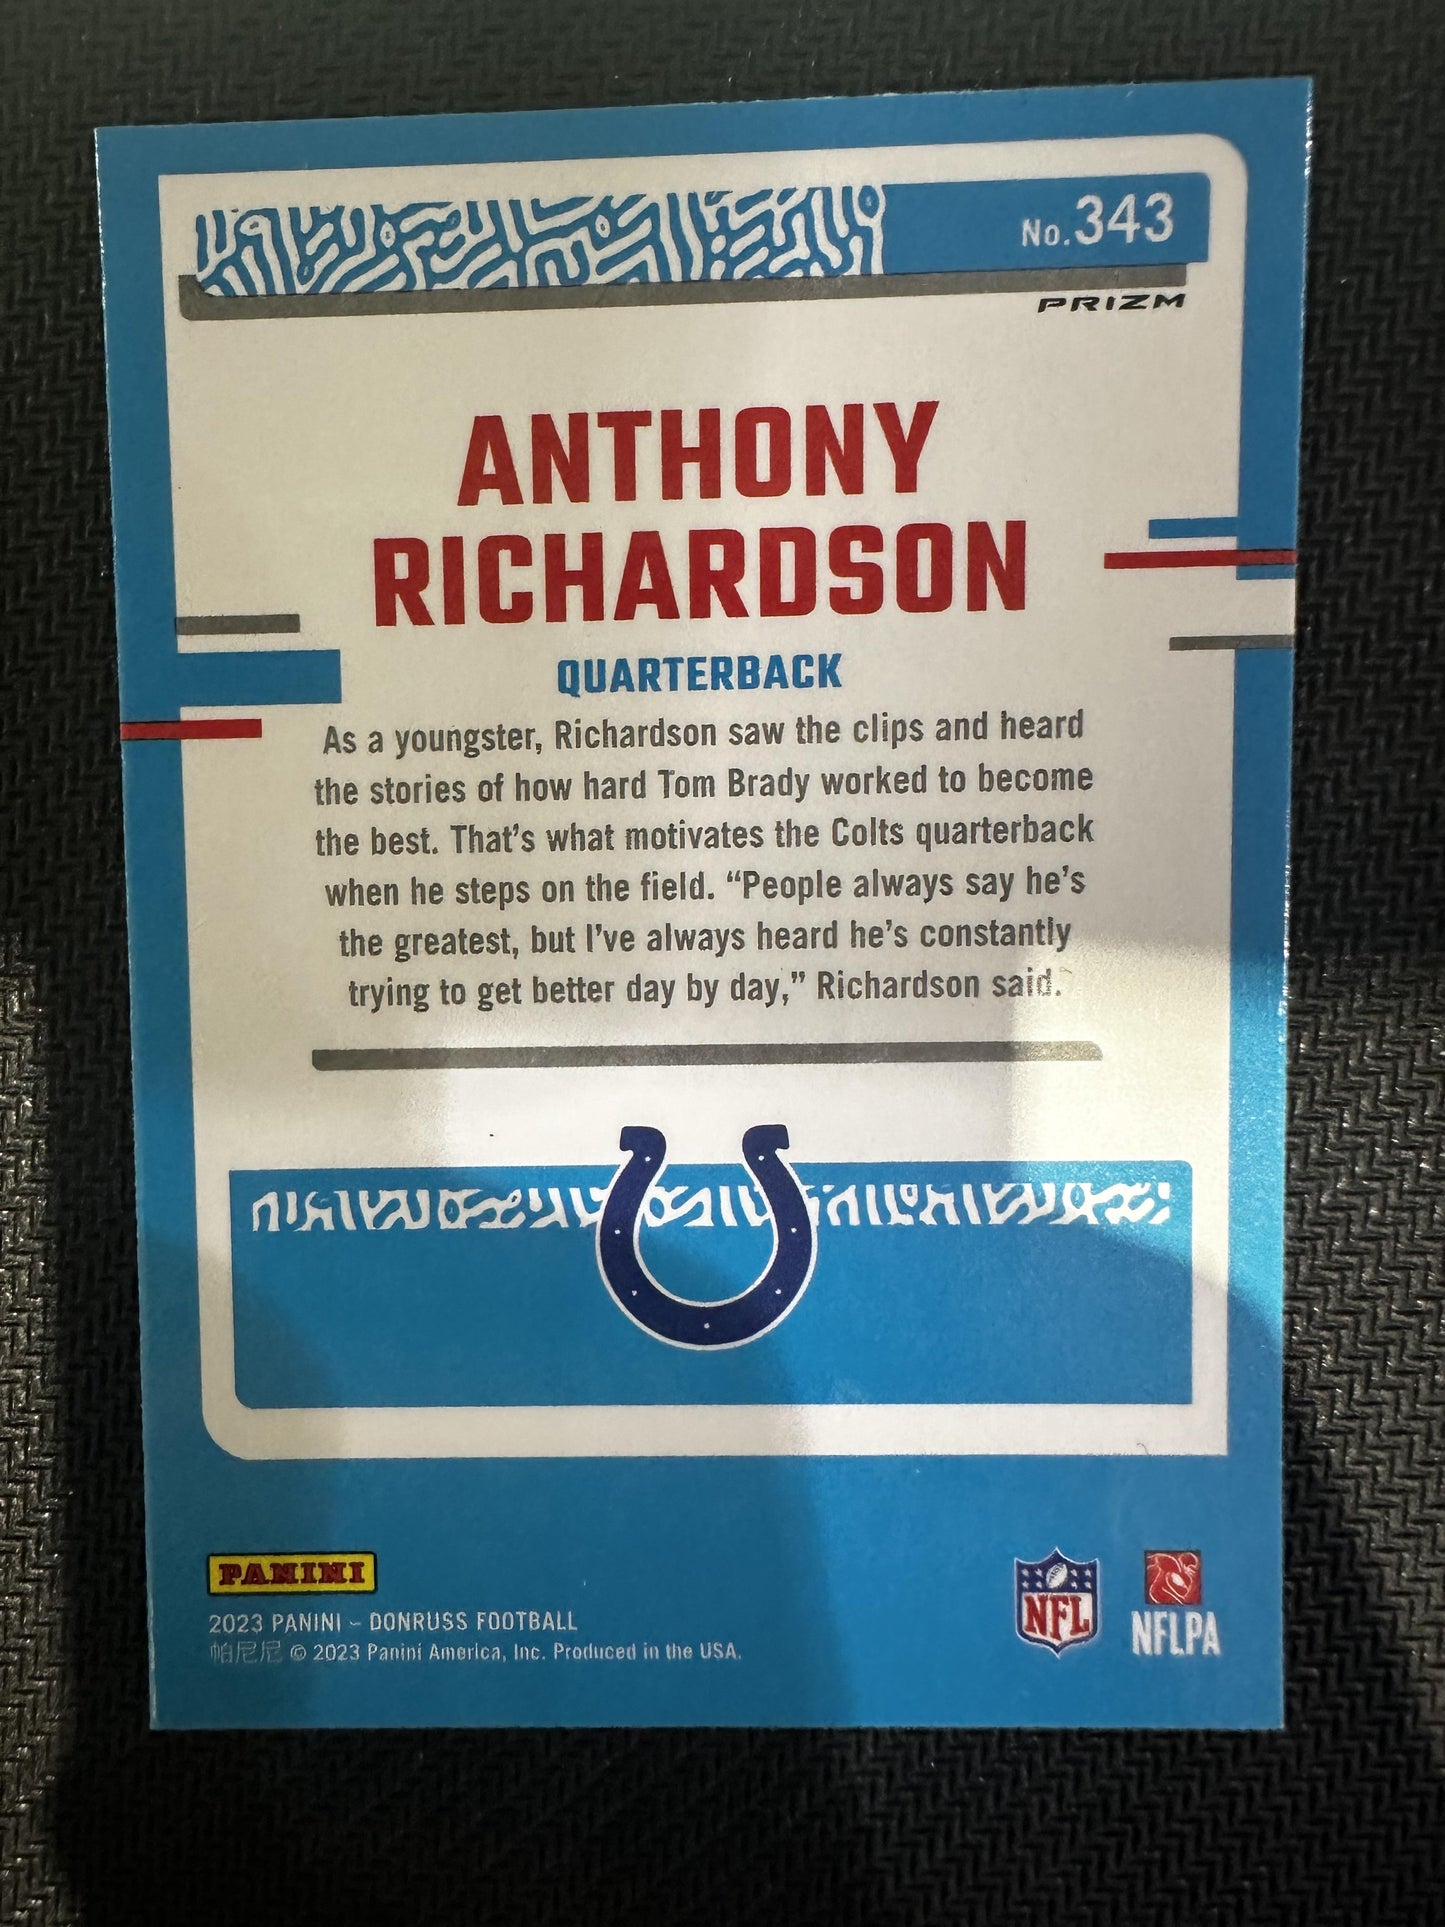 No.343
PRIZM
ANTHONY
RICHARDSON
QUARTERBACK
As a youngster, Richardson saw the clips and heard
the stories of how hard Tom Brady worked to become
the best. That’s what motivates the Colts quarterback
when he steps on the field. “People always say he’s
the greatest, but I’ve always heard he’s constantly
trying to get better day by day,” Richardson said.
PANINI
2023 PANINI – DONRUSS FOOTBALL
帕尼尼 © 2023 Panini America, Inc. Produced in the USA.
NFL
NFLPA